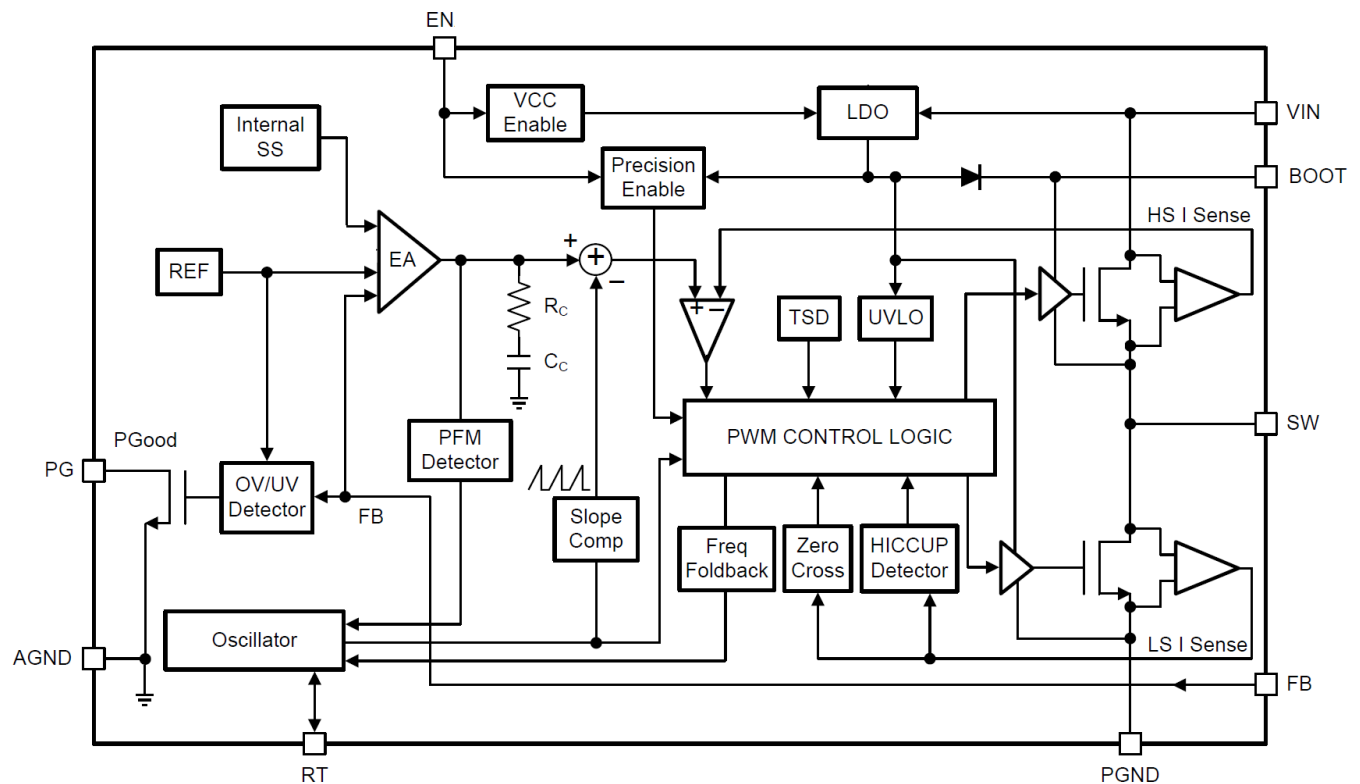 EN
VCC
Enable
LDO
VIN
Internal
SS
Precision
Enable
BOOT
HS I Sense
EA
+
+
−
REF
R_C
+ −
TSD
UVLO
C_C
PWM CONTROL LOGIC
SW
PGood
PFM
Detector
PG
OV/UV
Detector
FB
Slope
Comp
Freq
Foldback
Zero
Cross
HICCUP
Detector
Oscillator
LS I Sense
AGND
FB
RT
PGND